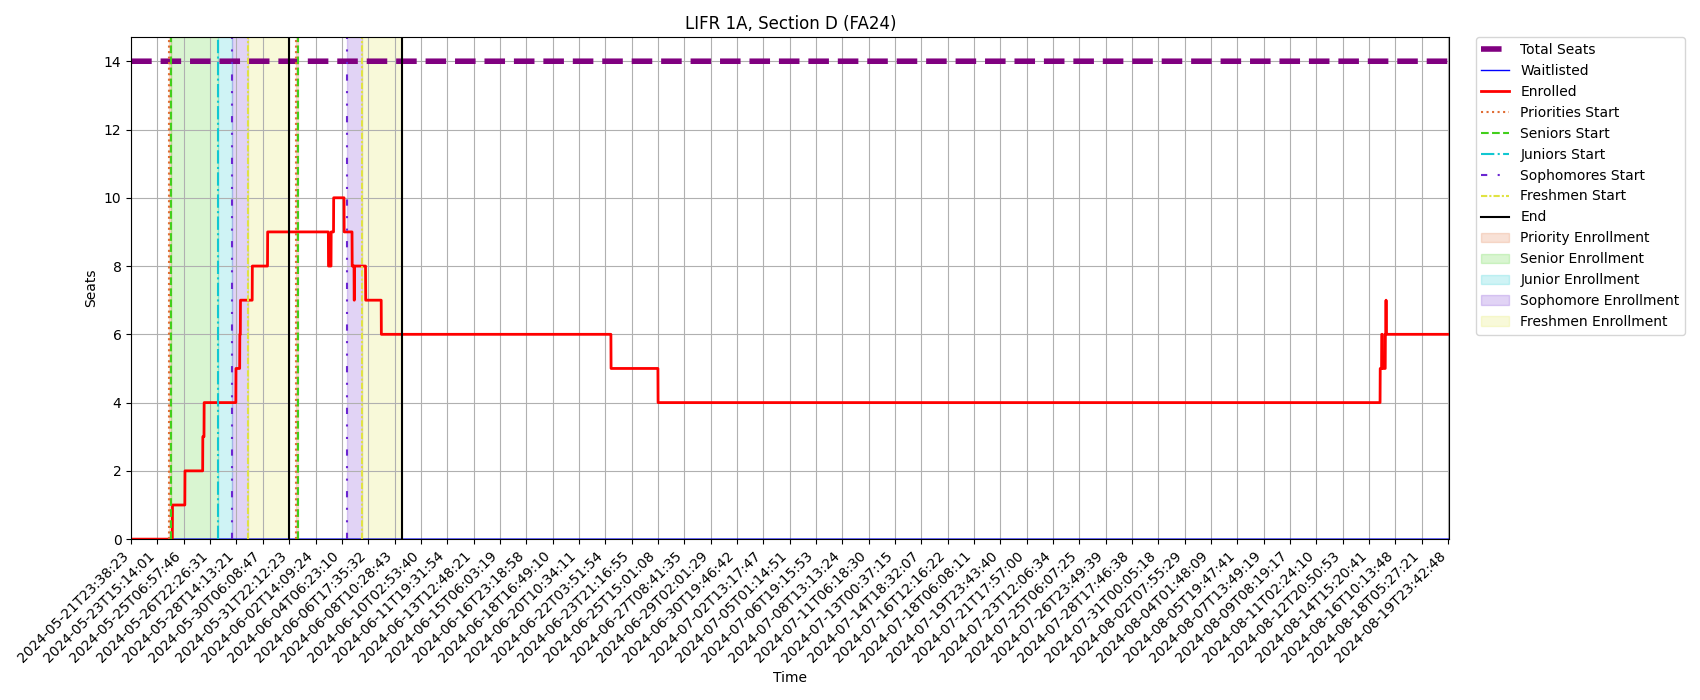 LIFR 1A, Section D (FA24)
Seats
14
12
10
8
6
4
2
0
2024-05-21T23:38:23
2024-05-23T15:14:01
2024-05-25T06:57:46
2024-05-26T22:26:31
2024-05-28T14:13:21
2024-05-30T06:08:47
2024-05-31T22:12:23
2024-06-02T14:09:24
2024-06-04T06:23:10
2024-06-06T17:35:32
2024-06-08T10:28:43
2024-06-10T02:53:40
2024-06-11T19:31:54
2024-06-13T12:48:21
2024-06-15T06:03:19
2024-06-16T23:18:58
2024-06-18T16:49:10
2024-06-20T10:34:11
2024-06-22T03:51:54
2024-06-23T21:16:55
2024-06-25T15:01:08
2024-06-27T08:41:35
2024-06-29T02:01:29
2024-06-30T19:46:42
2024-07-02T13:17:47
2024-07-05T01:14:51
2024-07-06T19:15:53
2024-07-08T13:13:24
2024-07-11T06:18:30
2024-07-13T00:37:15
2024-07-14T18:32:07
2024-07-16T12:16:22
2024-07-18T06:08:11
2024-07-19T23:43:40
2024-07-21T17:57:00
2024-07-23T12:06:34
2024-07-25T06:07:25
2024-07-26T23:49:39
2024-07-28T17:46:38
2024-07-31T00:05:18
2024-08-02T07:55:29
2024-08-04T01:48:09
2024-08-05T19:47:41
2024-08-07T13:49:19
2024-08-09T08:19:17
2024-08-11T02:24:10
2024-08-12T20:50:53
2024-08-14T15:20:41
2024-08-16T10:13:48
2024-08-18T05:27:21
2024-08-19T23:42:48
Time
Total Seats
Waitlisted
Enrolled
Priorities Start
Seniors Start
Juniors Start
Sophomores Start
Freshmen Start
End
Priority Enrollment
Senior Enrollment
Junior Enrollment
Sophomore Enrollment
Freshmen Enrollment